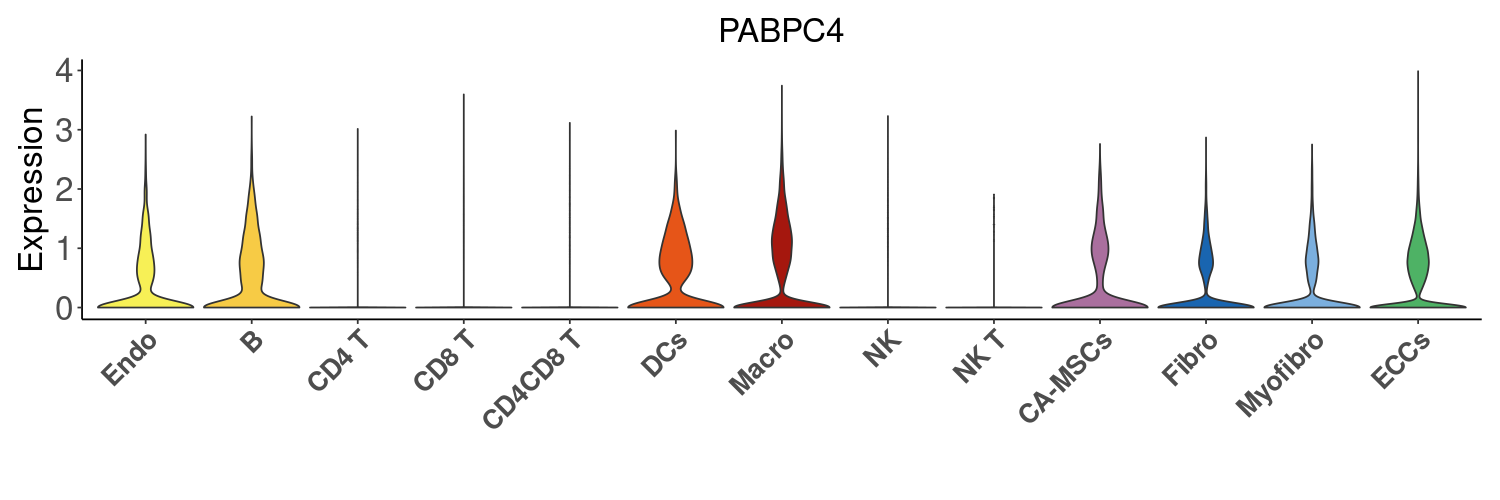 PABPC4
Expression
4
3
2
1
0
Endo
B
CD4 T
CD8 T
CD4CD8 T
DCs
Macro
NK
NK T
CA-MSCs
Fibro
Myofibro
ECCs